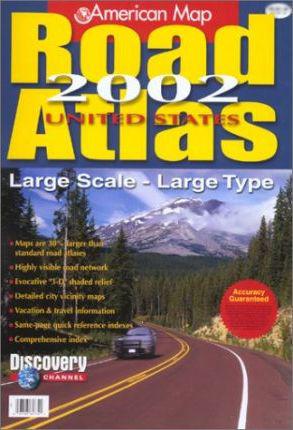 American Map
Road
2002
UNITED STATES
Atlas
Large Scale - Large Type
• Maps are 30% larger than
standard road atlases
• Highly visible road network
• Evocative "3-D" shaded relief
• Detailed city vicinity maps
• Vacation & travel information
• Same-page quick reference indexes
• Comprehensive index
Accuracy
Guaranteed
Discovery
CHANNEL